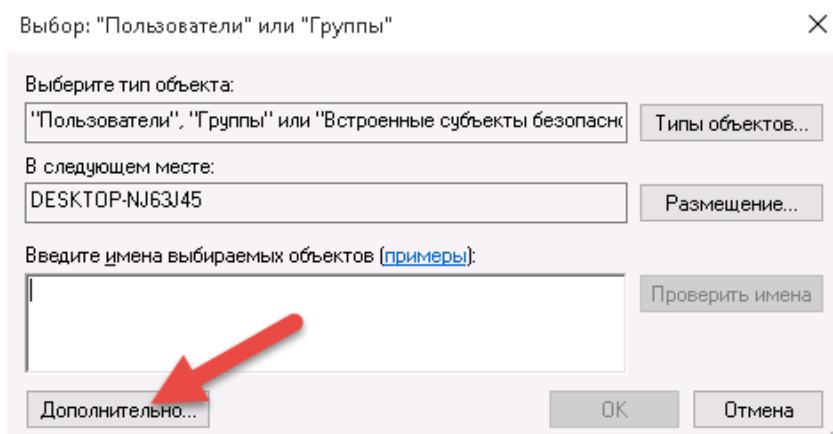 Выбор: "Пользователи" или "Группы"
Выберите тип объекта:
"Пользователи", "Группы" или "Встроенные субъекты безопасно
Типы объектов...
В следующем месте:
DESKTOP-NJ63J45
Размещение...
Введите имена выбираемых объектов (примеры):
Проверить имена
Дополнительно...
OK
Отмена